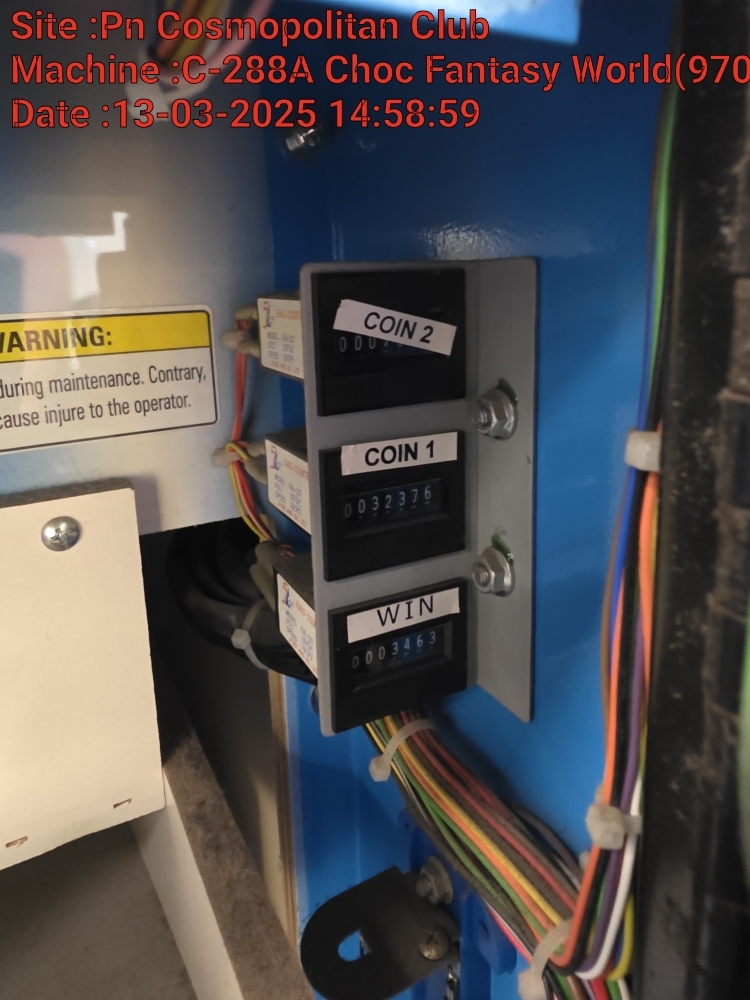 Site :Pn Cosmopolitan Club
Machine :C-288A Choc Fantasy World(970
Date :13-03-2025 14:58:59
WARNING:
during maintenance. Contrary,
cause injure to the operator.
COIN 2
000
COIN 1
0032376
WIN
0003463